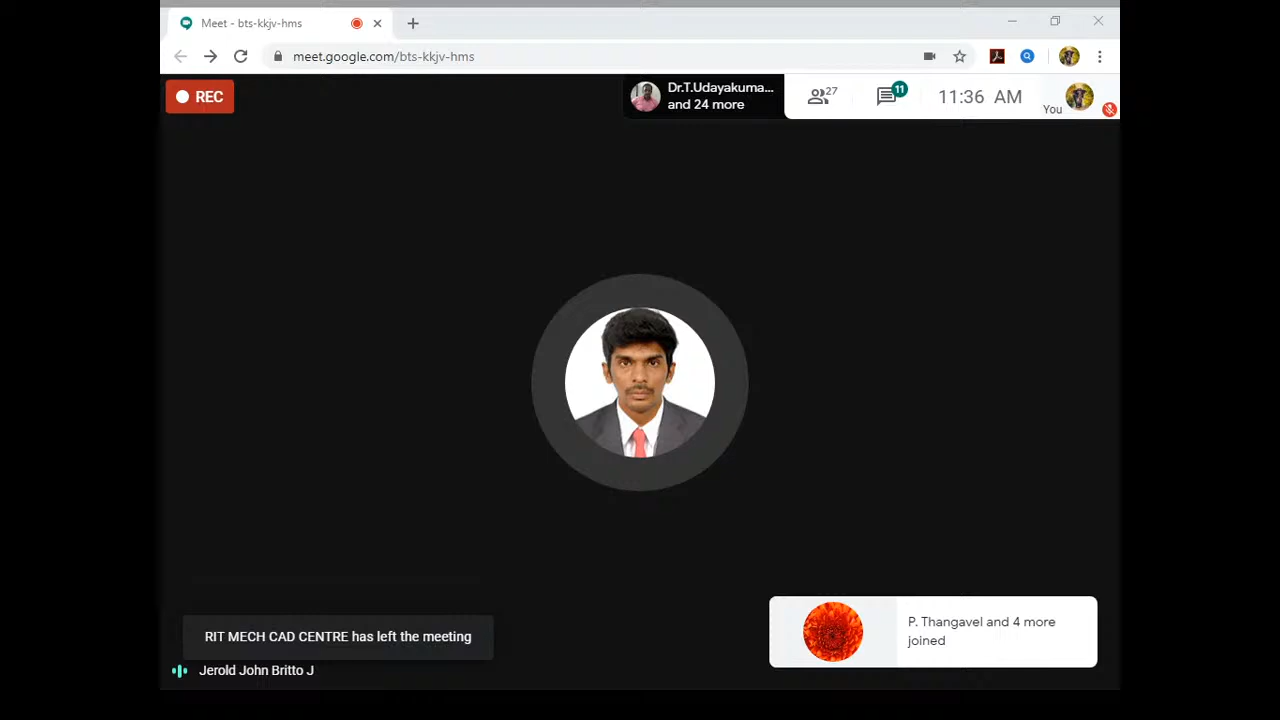 Meet - bts-kkjv-hms
meet.google.com/bts-kkjv-hms
REC
Dr.T.Udayakuma...
and 24 more
27
11
11:36 AM
You
RIT MECH CAD CENTRE has left the meeting
P. Thangavel and 4 more
joined
Jerold John Britto J